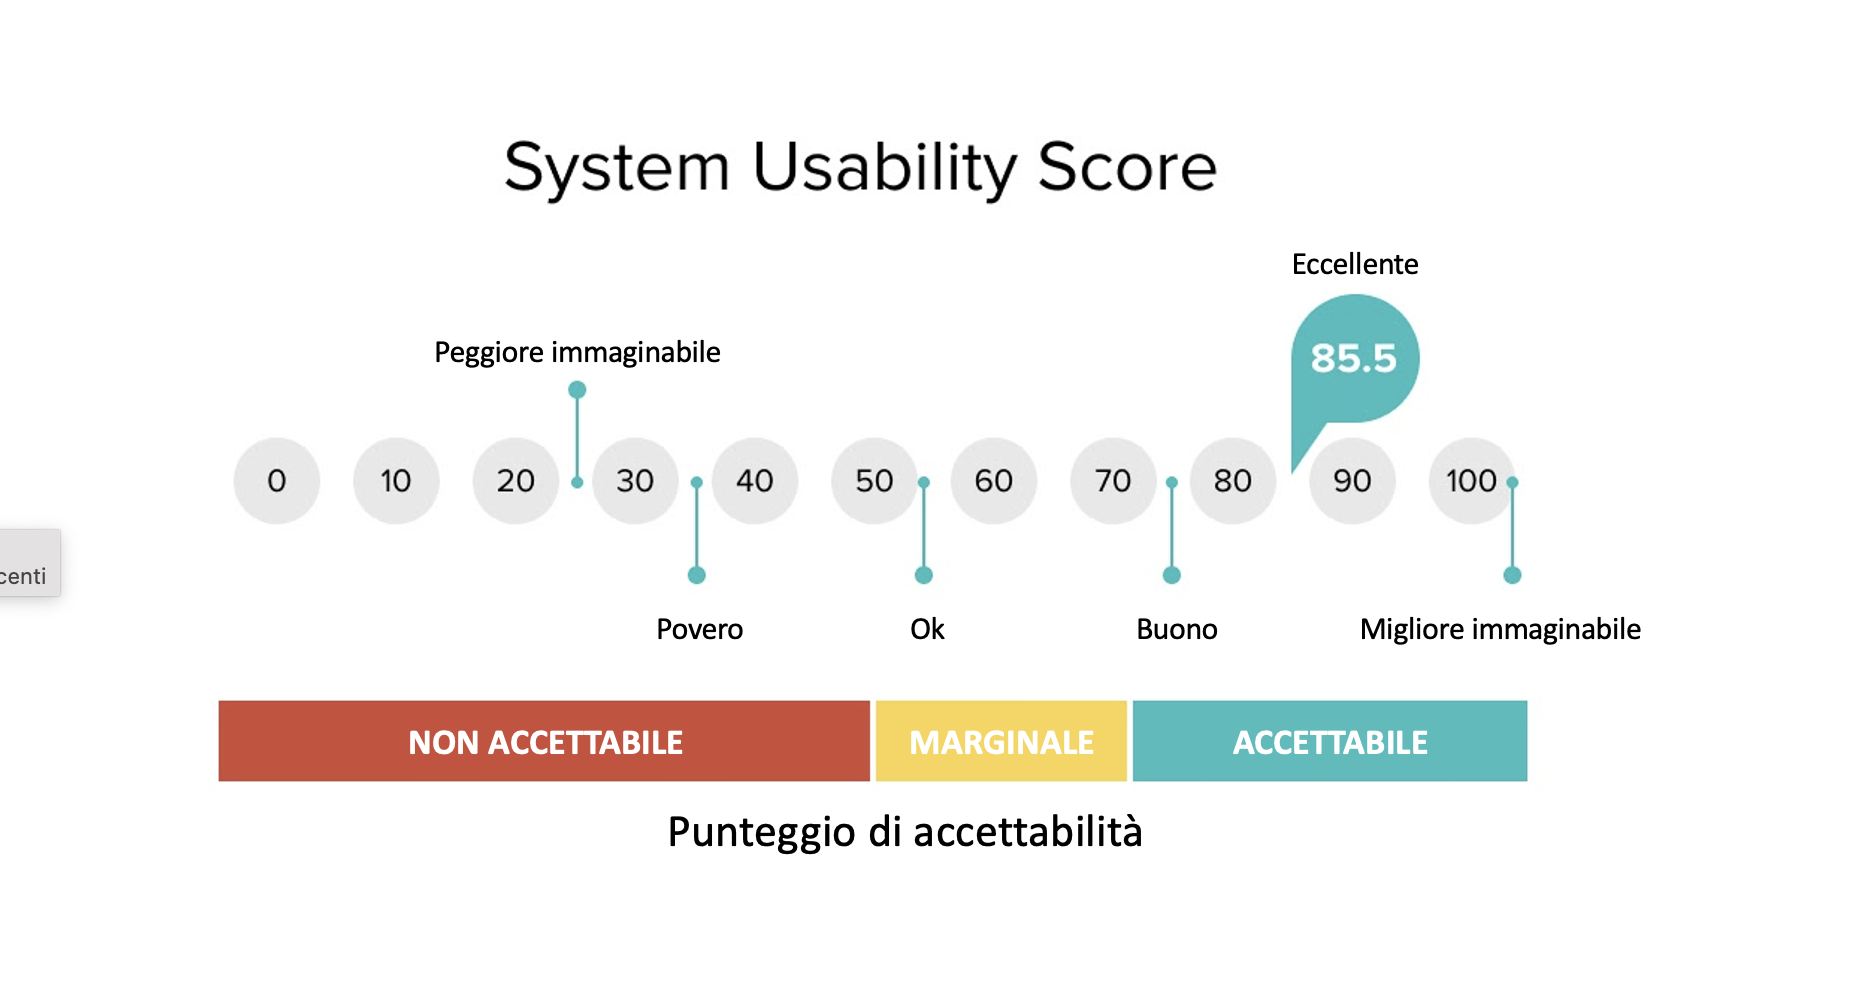 System Usability Score
Eccellente
85.5
Peggiore immaginabile
0 10 20 30 40 50 60 70 80 90 100
centi
Povero Ok Buono Migliore immaginabile
NON ACCETTABILE MARGINALE ACCETTABILE
Punteggio di accettabilità